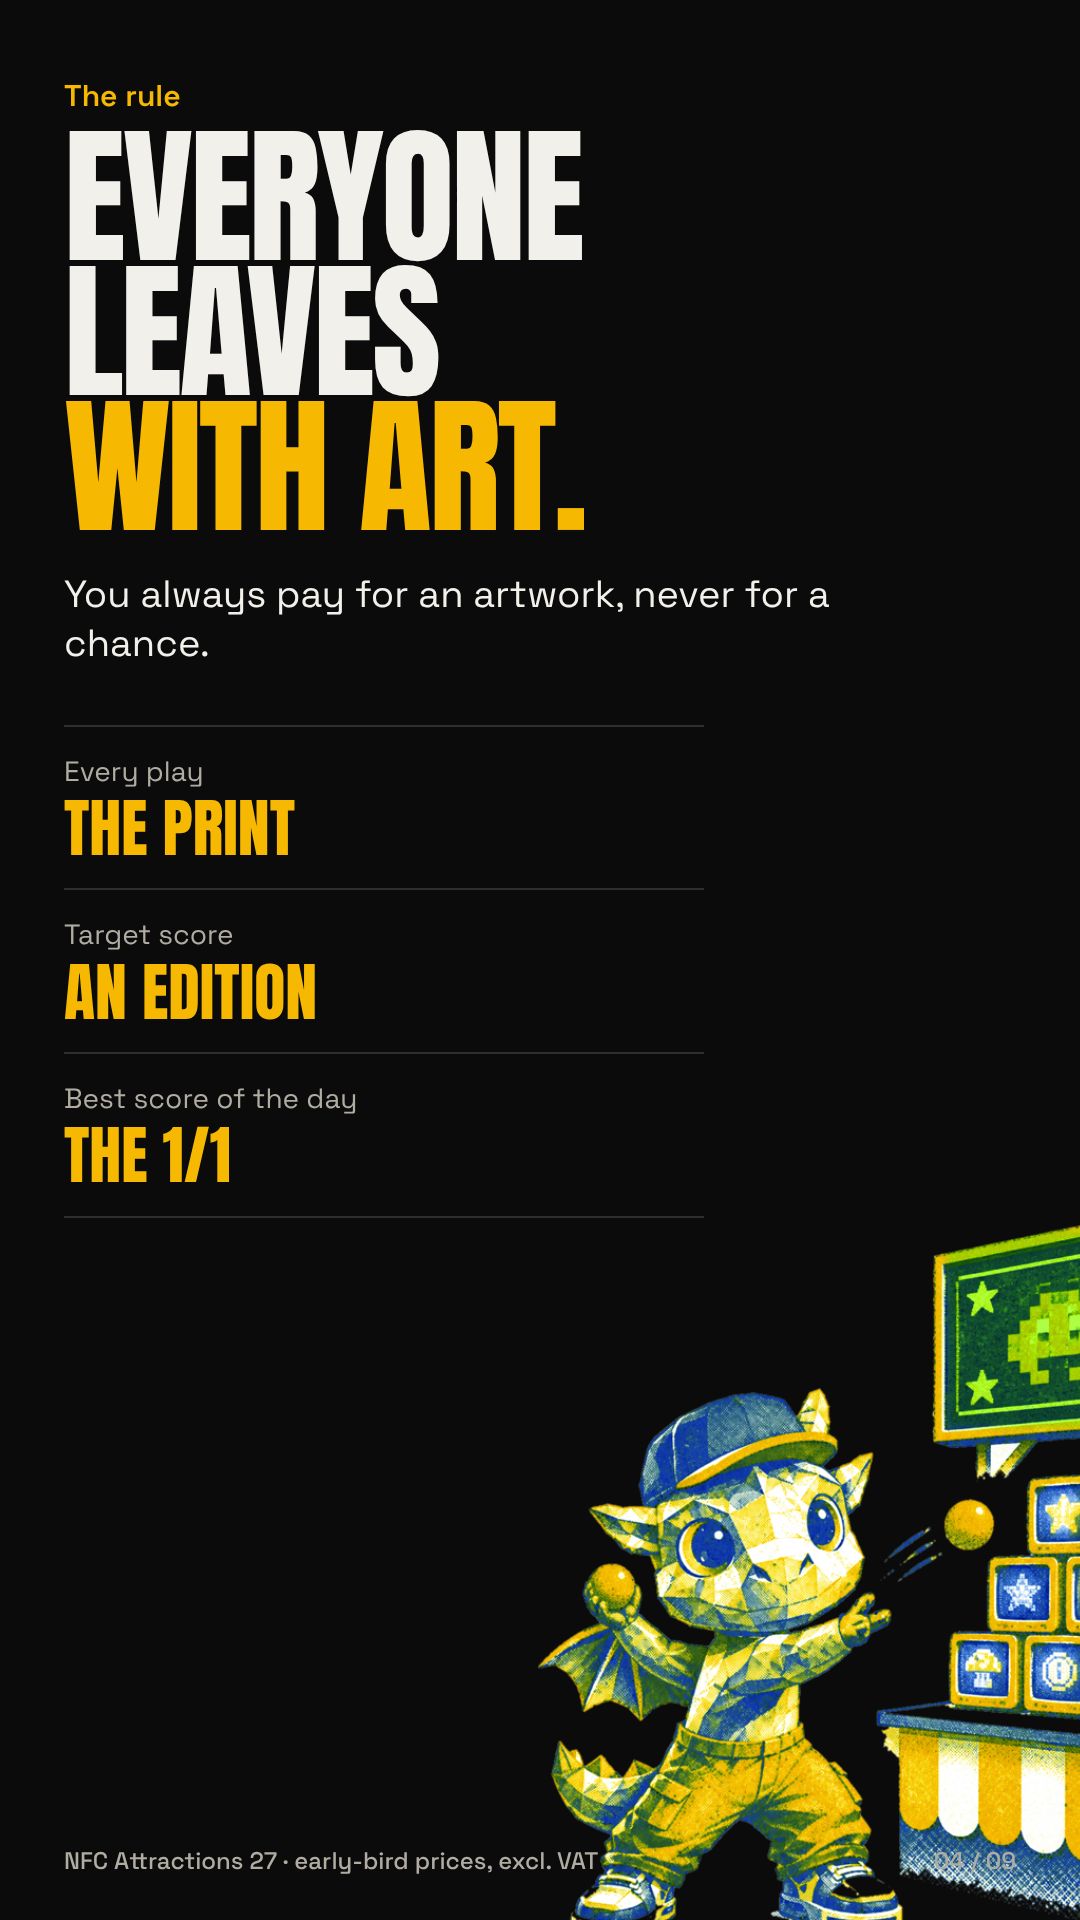 The rule
EVERYONE
LEAVES
WITH ART.
You always pay for an artwork, never for a
chance.
Every play
THE PRINT
Target score
AN EDITION
Best score of the day
THE 1/1
NFC Attractions 27 · early-bird prices, excl. VAT
04 / 09